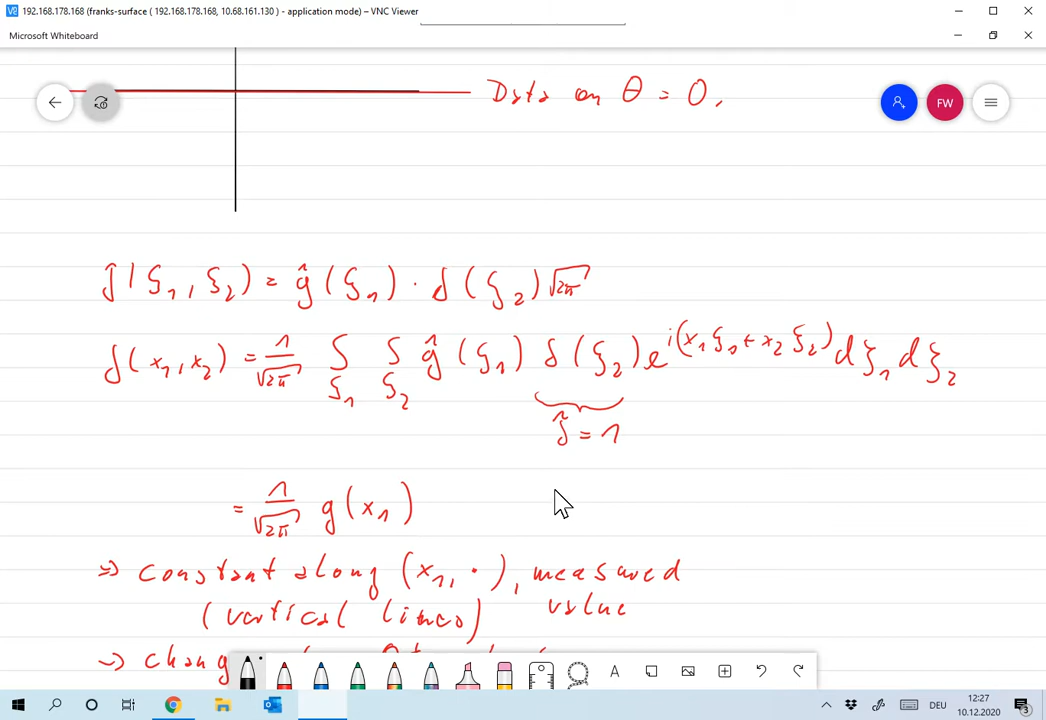 192.168.178.168 (franks-surface ( 192.168.178.168, 10.68.161.130 ) - application mode) – VNC Viewer
Microsoft Whiteboard
Data on θ = 0.
FW
f̂(ξ₁, ξ₂) = ĝ(ξ₁) · δ(ξ₂) √2π
f(x₁, x₂) = 1/√2π ∫ξ₁ ∫ξ₂ ĝ(ξ₁) δ(ξ₂) e^i(x₁ξ₁ + x₂ξ₂) dξ₁ dξ₂
δ̂ = 1
= 1/√2π g(x₁)
⇒ constant along (x₁, ·), measured
(vertical lines) value
A
DEU
12:27
10.12.2020
3